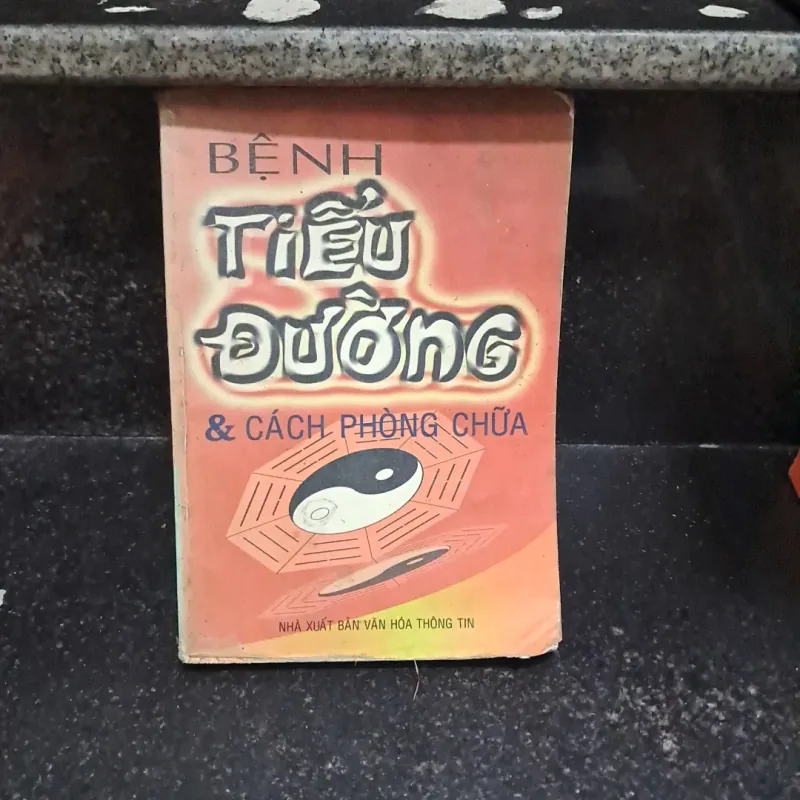 BỆNH
TIỂU
ĐƯỜNG
& CÁCH PHÒNG CHỮA
NHÀ XUẤT BẢN VĂN HÓA THÔNG TIN